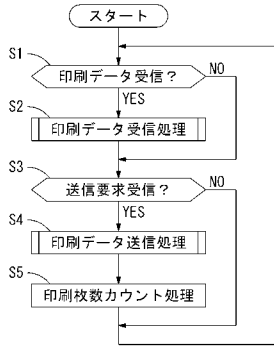 スタート
S1
印刷データ受信？
NO
YES
S2
印刷データ受信処理
S3
送信要求受信？
NO
YES
S4
印刷データ送信処理
S5
印刷枚数カウント処理